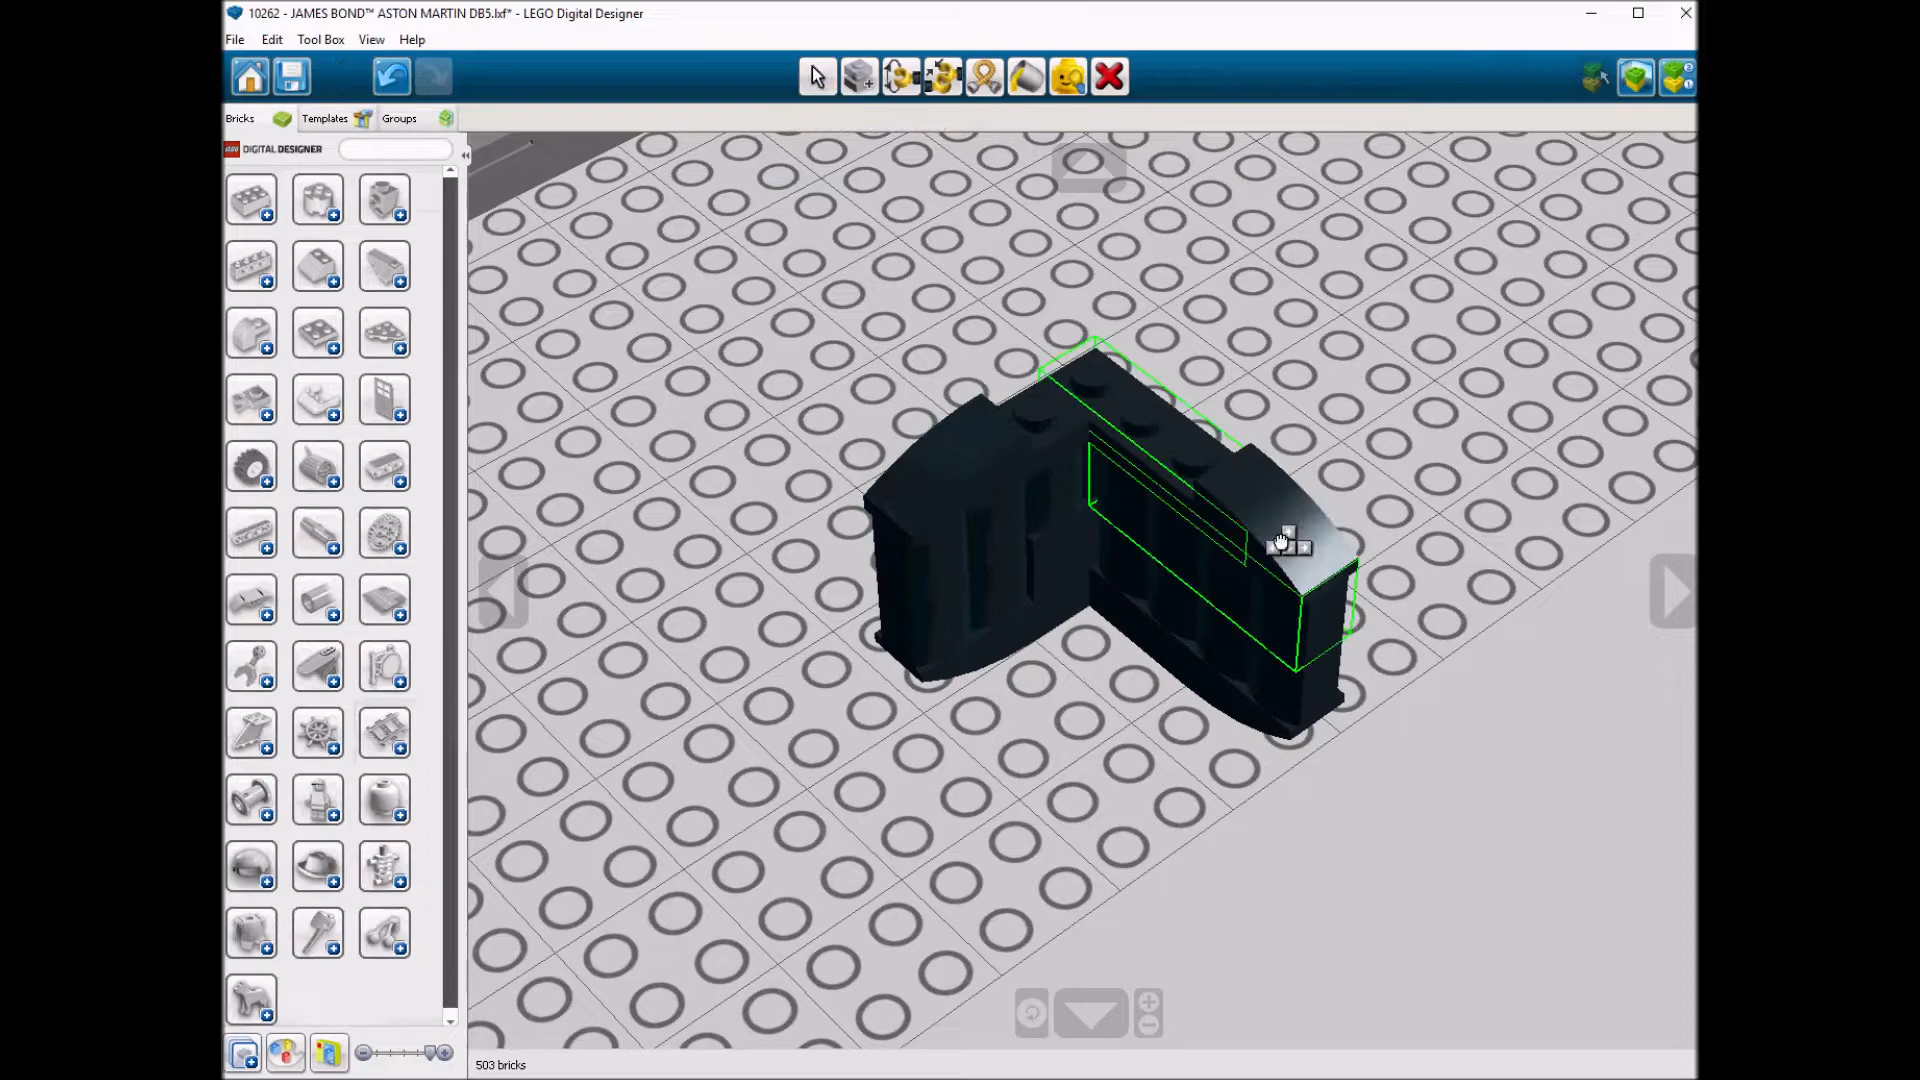 10262 - JAMES BOND™ ASTON MARTIN DB5.lxf* - LEGO Digital Designer
File Edit Tool Box View Help
Bricks Templates Groups
LEGO DIGITAL DESIGNER
503 bricks